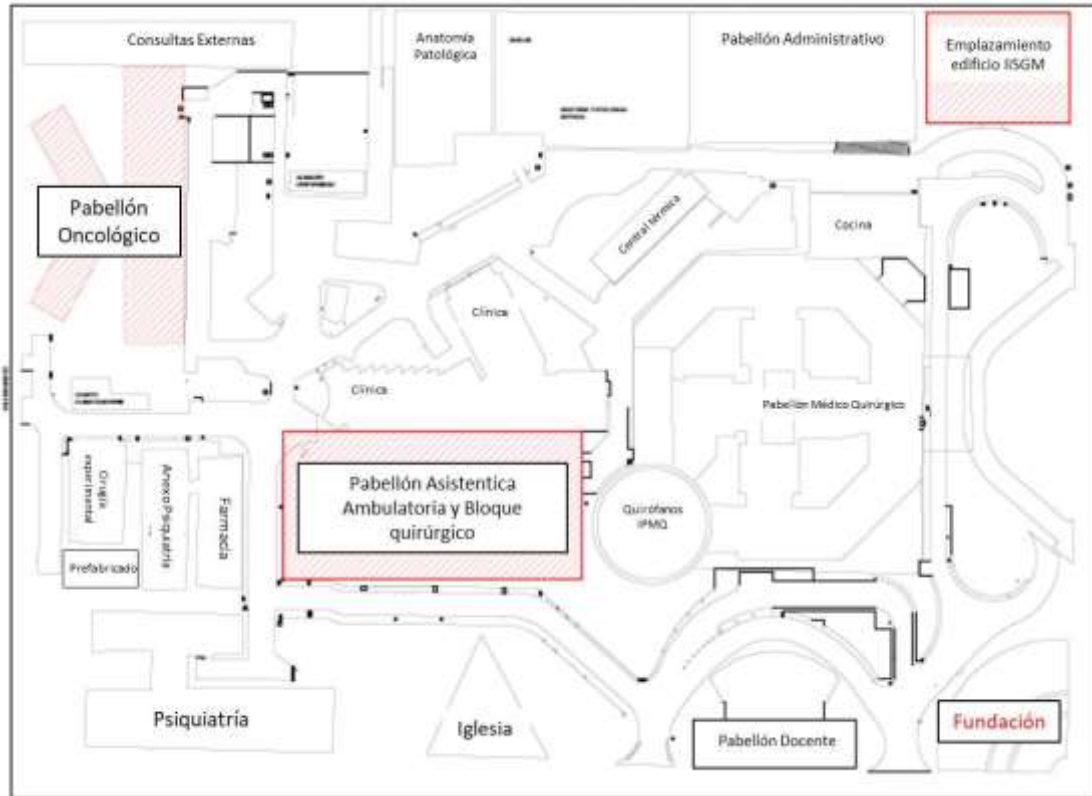 Consultas Externas
Anatomía
Patológica
Pabellón Administrativo
Emplazamiento
edificio IISGM
Pabellón
Oncológico
Central térmica
Cocina
Clínica
Clínica
Pabellón Médico Quirúrgico
Cirugía
experimental
Anexo Psiquiatría
Farmacia
Prefabricado
Pabellón Asistentica
Ambulatoria y Bloque
quirúrgico
Quirófanos
IPMQ
Psiquiatría
Iglesia
Pabellón Docente
Fundación